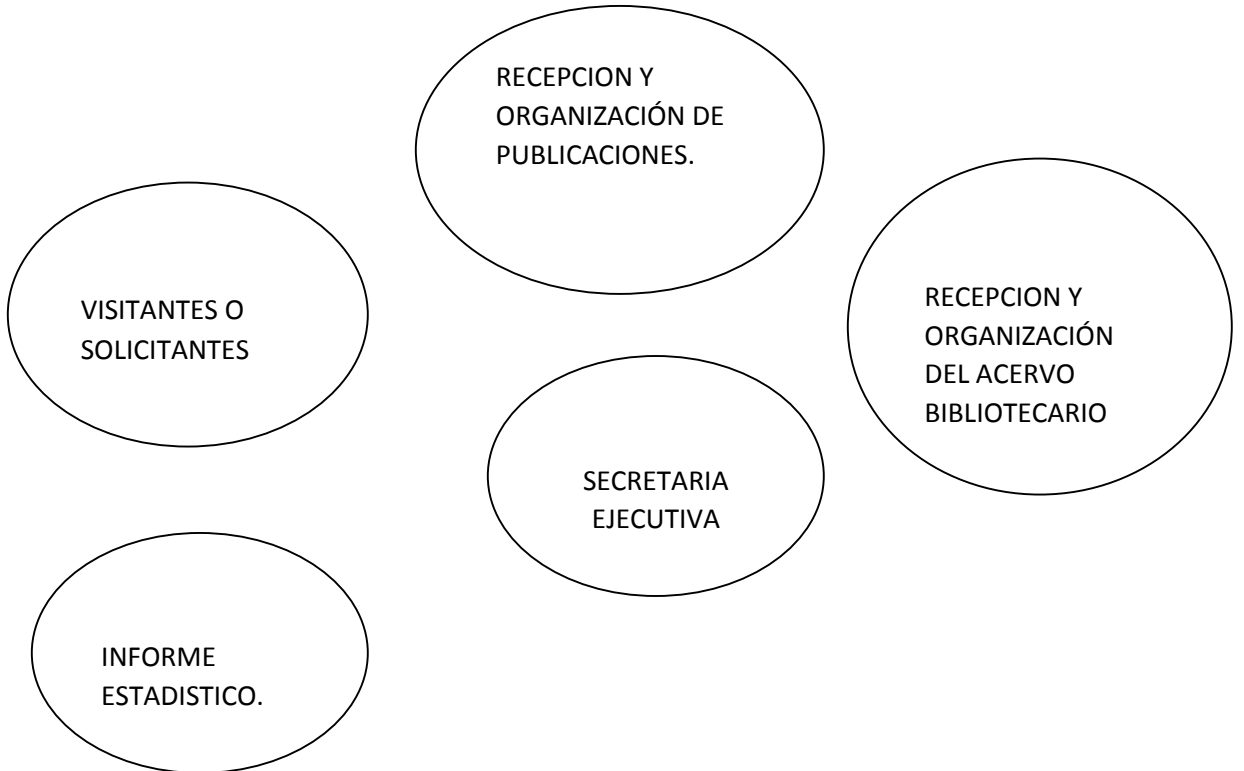 RECEPCION Y
ORGANIZACIÓN DE
PUBLICACIONES.
VISITANTES O
SOLICITANTES
RECEPCION Y
ORGANIZACIÓN
DEL ACERVO
BIBLIOTECARIO
SECRETARIA
EJECUTIVA
INFORME
ESTADISTICO.